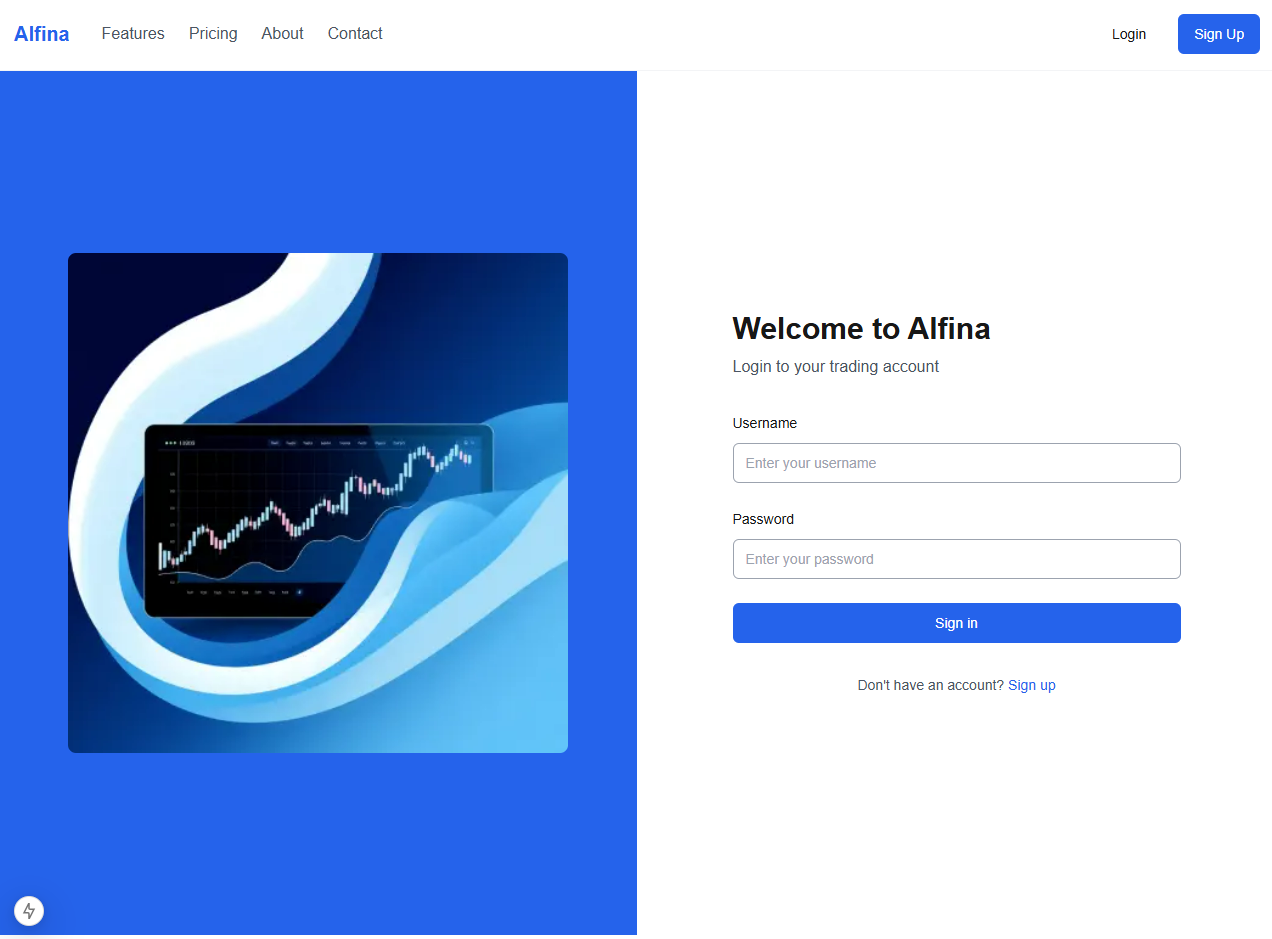 Alfina
Features
Pricing
About
Contact
Login
Sign Up
Welcome to Alfina
Login to your trading account
Username
Enter your username
Password
Enter your password
Sign in
Don't have an account? Sign up